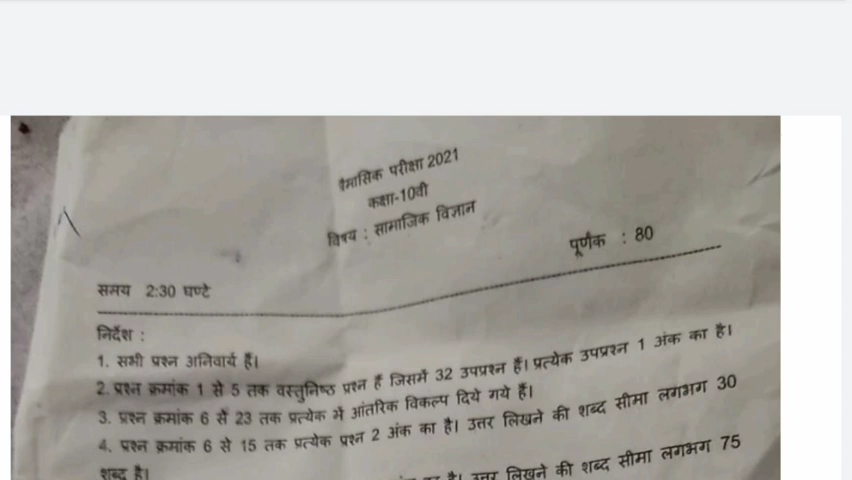 त्रैमासिक परीक्षा 2021
कक्षा-10वी
विषय : सामाजिक विज्ञान
पूर्णांक : 80
समय 2:30 घण्टे
निर्देश :
1. सभी प्रश्न अनिवार्य हैं।
2. प्रश्न क्रमांक 1 से 5 तक वस्तुनिष्ठ प्रश्न हैं जिसमें 32 उपप्रश्न हैं। प्रत्येक उपप्रश्न 1 अंक का है।
3. प्रश्न क्रमांक 6 सें 23 तक प्रत्येक में आंतरिक विकल्प दिये गये हैं।
4. प्रश्न क्रमांक 6 से 15 तक प्रत्येक प्रश्न 2 अंक का है। उत्तर लिखने की शब्द सीमा लगभग 30
शब्द है।
है। उत्तर लिखने की शब्द सीमा लगभग 75